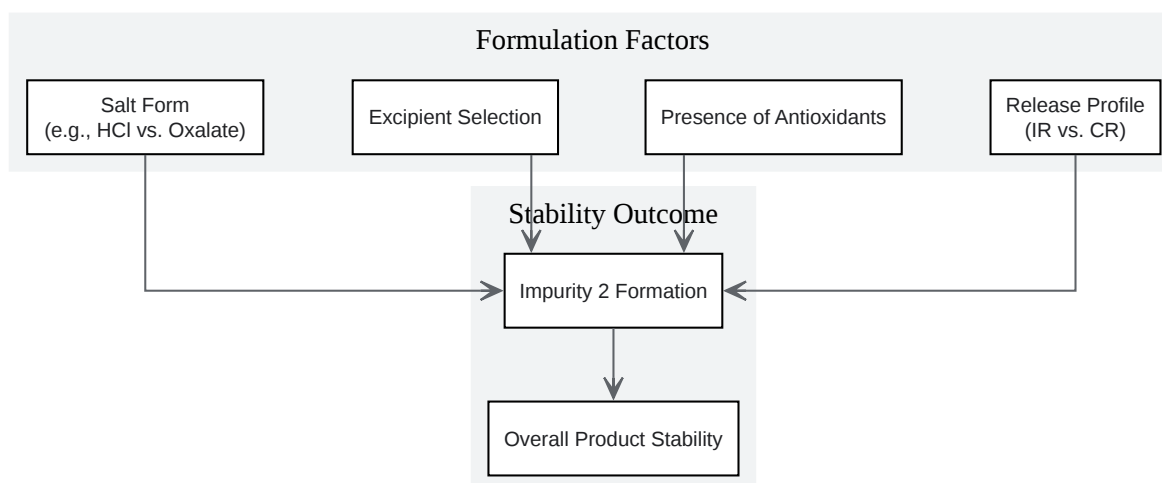 Formulation Factors
Salt Form
(e.g., HCl vs. Oxalate)
Excipient Selection
Presence of Antioxidants
Release Profile
(IR vs. CR)
Stability Outcome
Impurity 2 Formation
Overall Product Stability